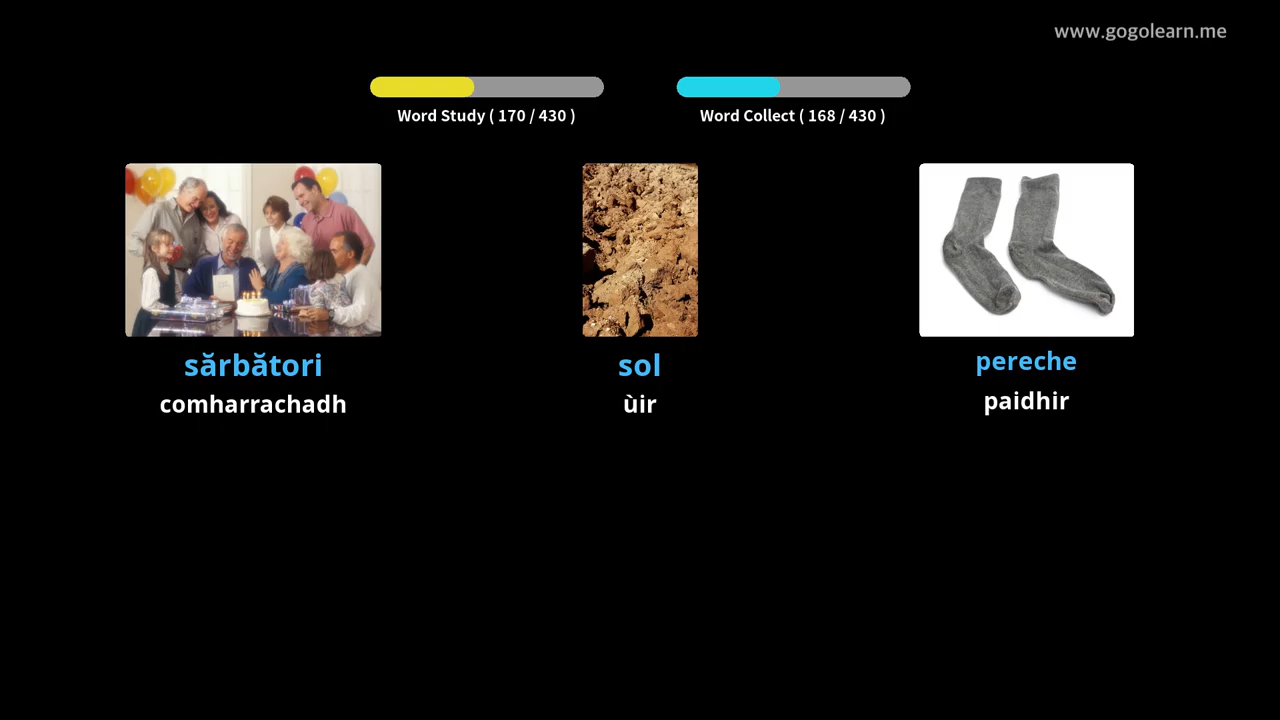 www.gogolearn.me
Word Study ( 170 / 430 )
Word Collect ( 168 / 430 )
sărbători
comharrachadh
sol
ùir
pereche
paidhir